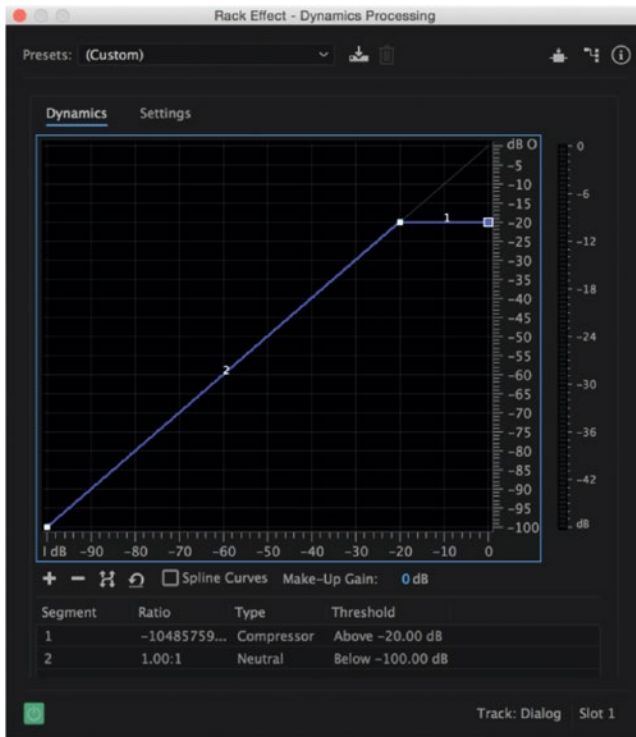 Rack Effect - Dynamics Processing
Presets: (Custom)
Dynamics Settings
dB 0
-5
-10
-15
-20
-25
-30
-35
-40
-45
-50
-55
-60
-65
-70
-75
-80
-85
-90
-95
-100
1
2
0
-6
-12
-18
-24
-30
-36
-42
dB
dB -90 -80 -70 -60 -50 -40 -30 -20 -10 0
Spline Curves Make-Up Gain: 0 dB
Segment Ratio Type Threshold
1 -10485759... Compressor Above -20.00 dB
2 1.00:1 Neutral Below -100.00 dB
Track: Dialog Slot 1